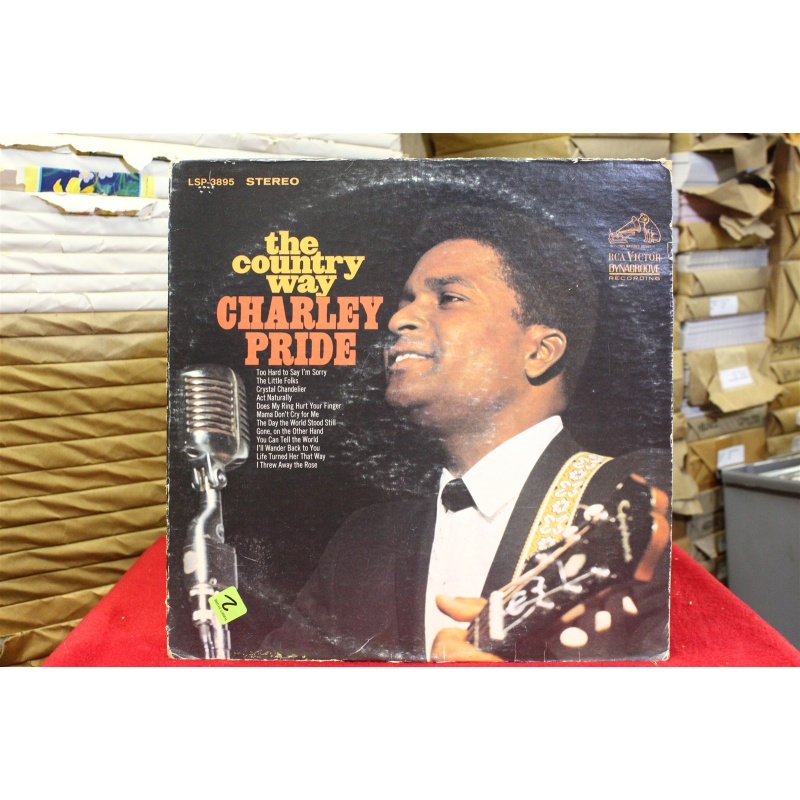 LSP-3895 STEREO
the
country
way
CHARLEY
PRIDE
Too Hard to Say I'm Sorry
The Little Folks
Crystal Chandelier
Act Naturally
Does My Ring Hurt Your Finger
Mama Don't Cry for Me
The Day the World Stood Still
Gone, on the Other Hand
You Can Tell the World
I'll Wander Back to You
Life Turned Her That Way
I Threw Away the Rose
RCA VICTOR
DYNAGROOVE
RECORDING
2